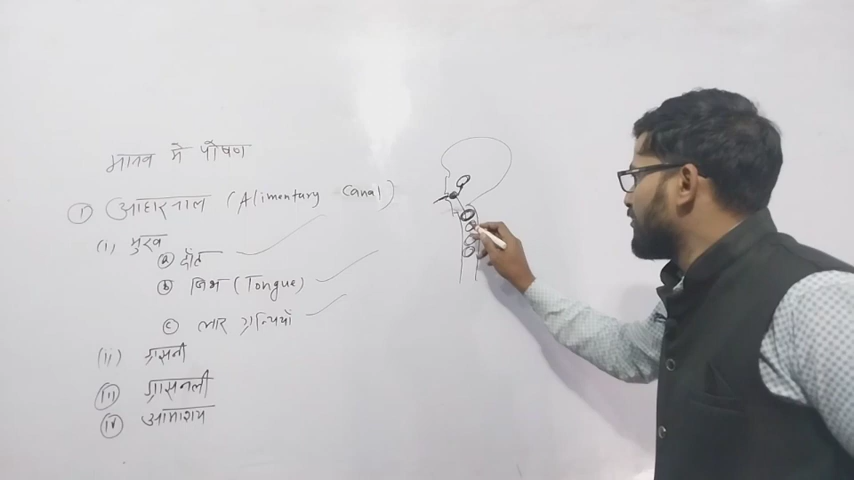 मानव मे पोषण
① आहारनाल (Alimentary Canal)
(i) मुख
ⓐ दाँत
ⓑ जिभ (Tongue)
ⓒ लार ग्रन्थियाँ
(ii) ग्रसनी
(iii) ग्रासनली
(iv) आमाशय